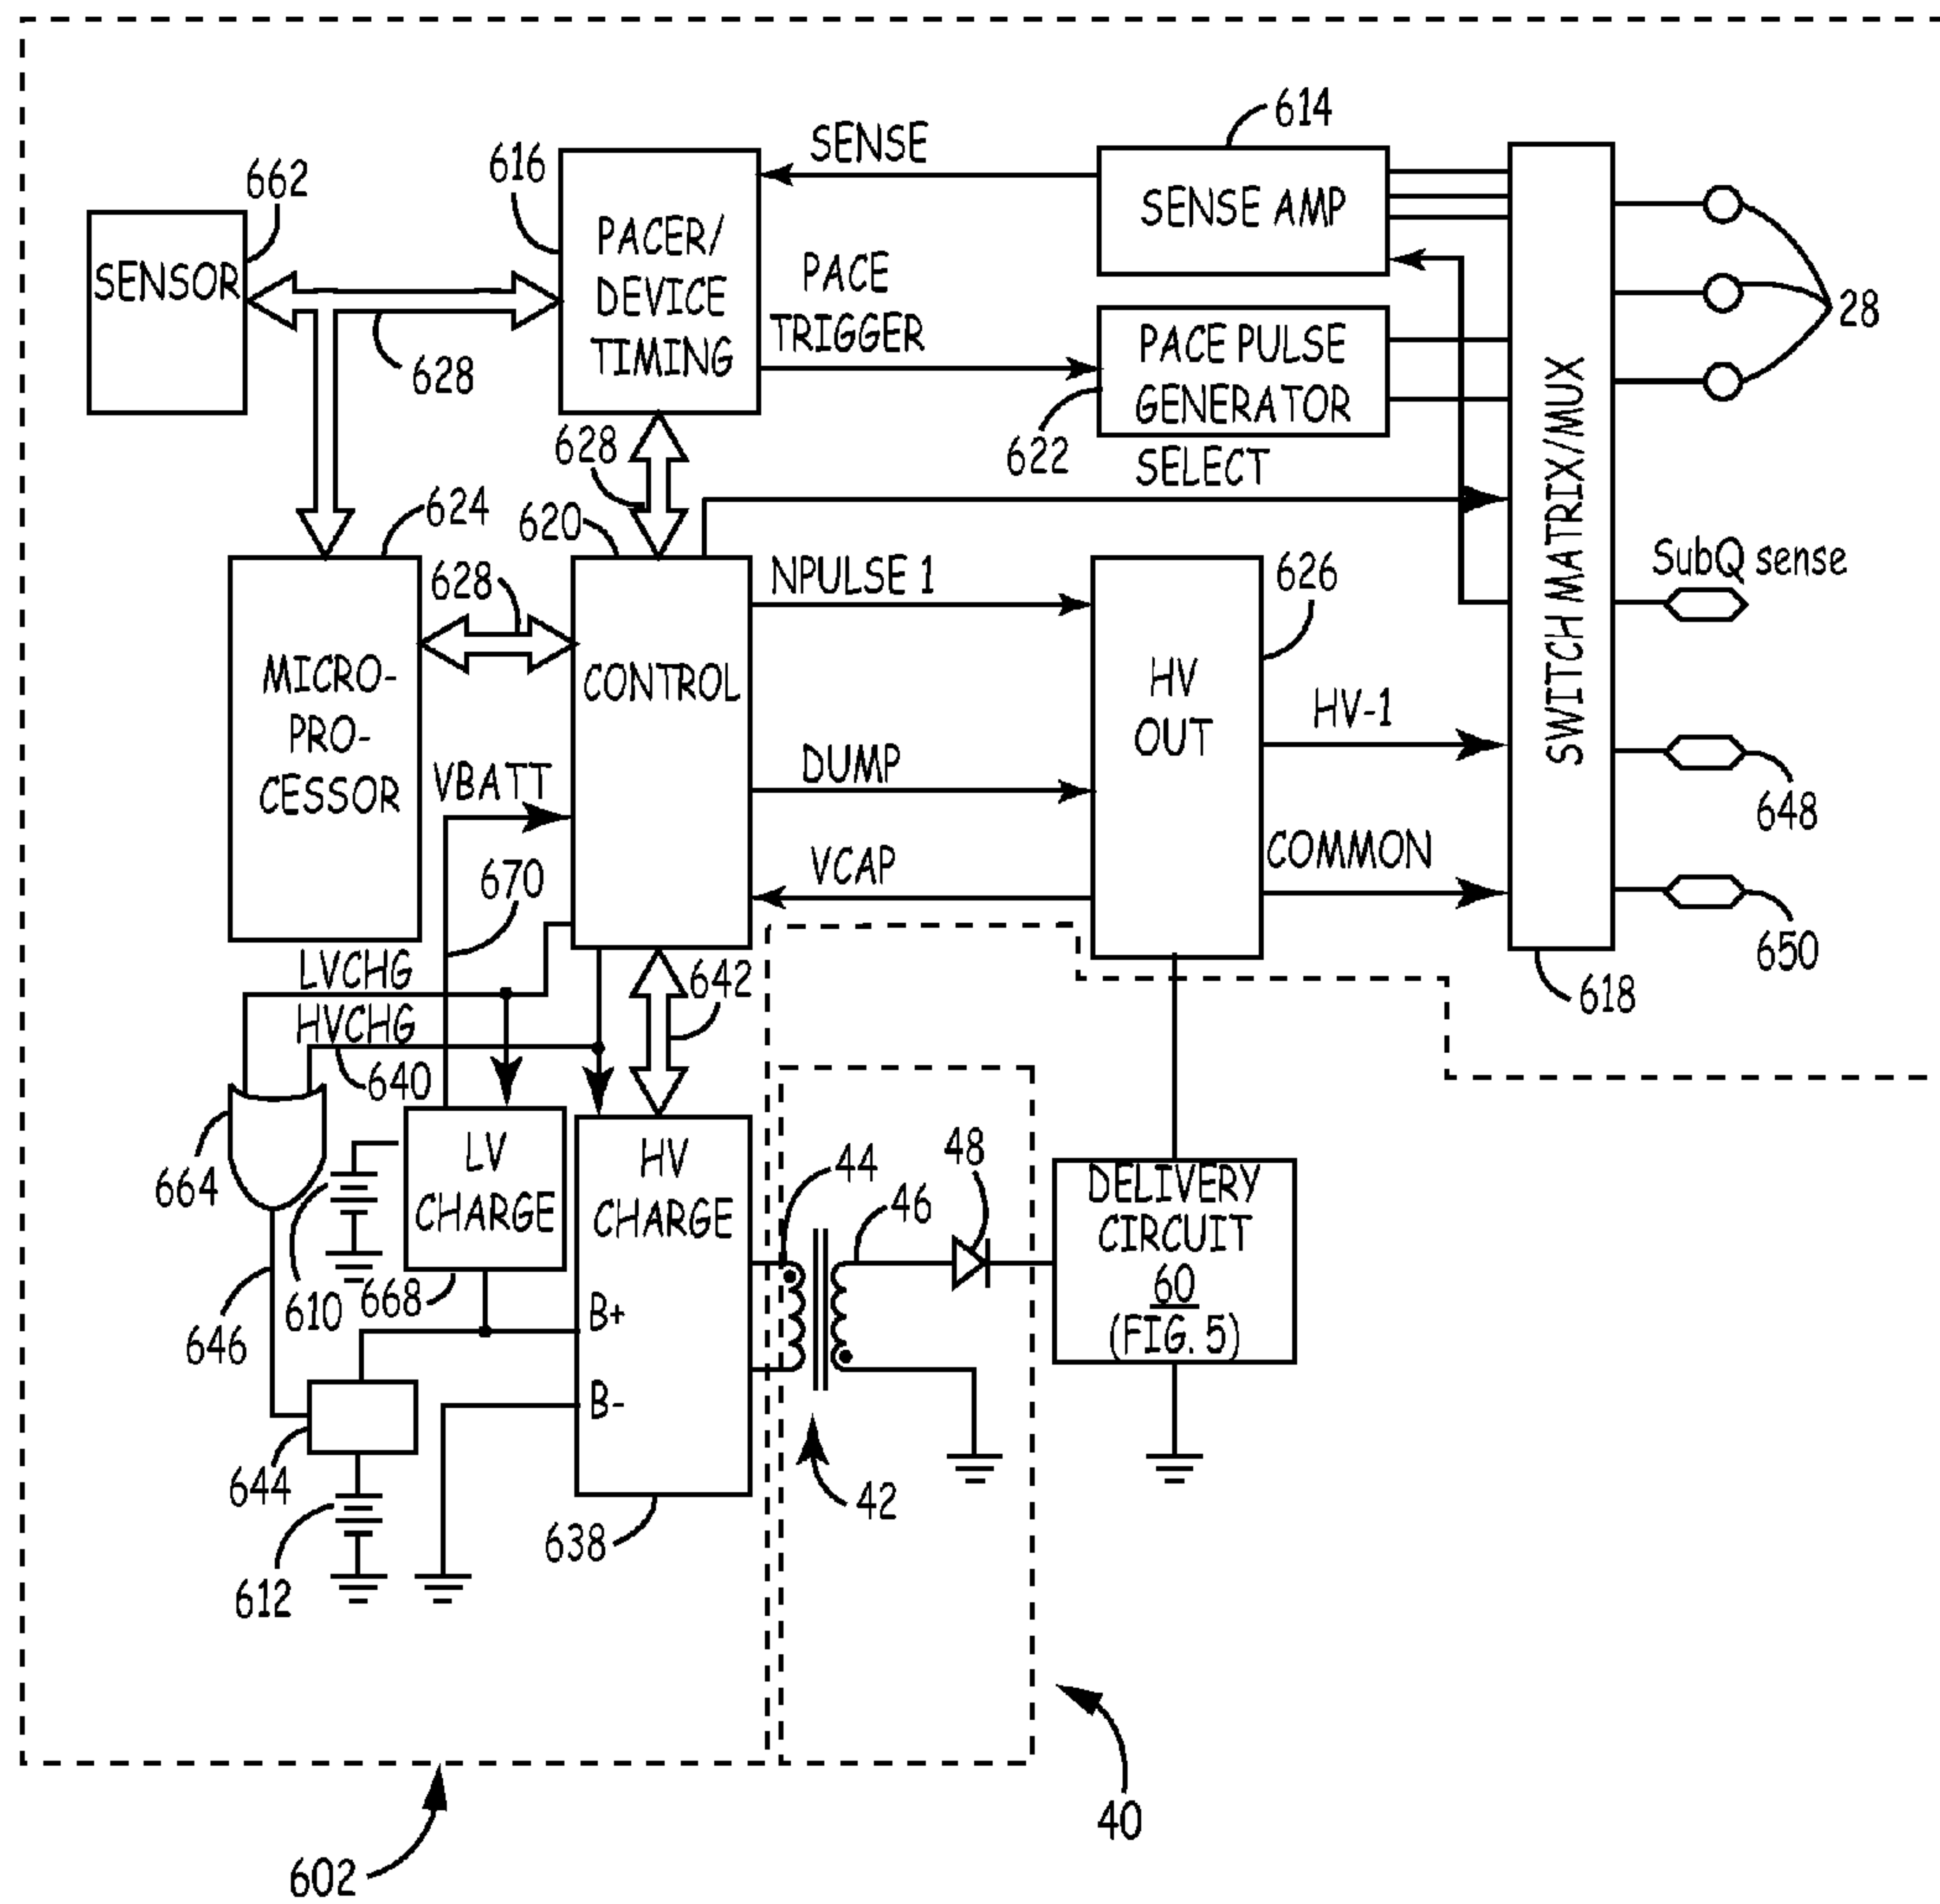 614
SENSE
616
662
SENSE AMP
PACER/
DEVICE
TIMING
SENSOR
PACE
TRIGGER
28
628
PACE PULSE
GENERATOR
622
628
SELECT
SWITCH MATRIX/MUX
624
620
SubQ sense
NPULSE 1
626
628
MICRO-
PRO-
CESSOR
CONTROL
HV
OUT
HV-1
DUMP
VBATT
648
COMMON
VCAP
670
650
LVCHG
642
618
HVCHG
640
LV
CHARGE
HV
CHARGE
44
48
664
46
DELIVERY
CIRCUIT
60
(FIG. 5)
610
668
B+
646
B-
644
42
638
612
40
602